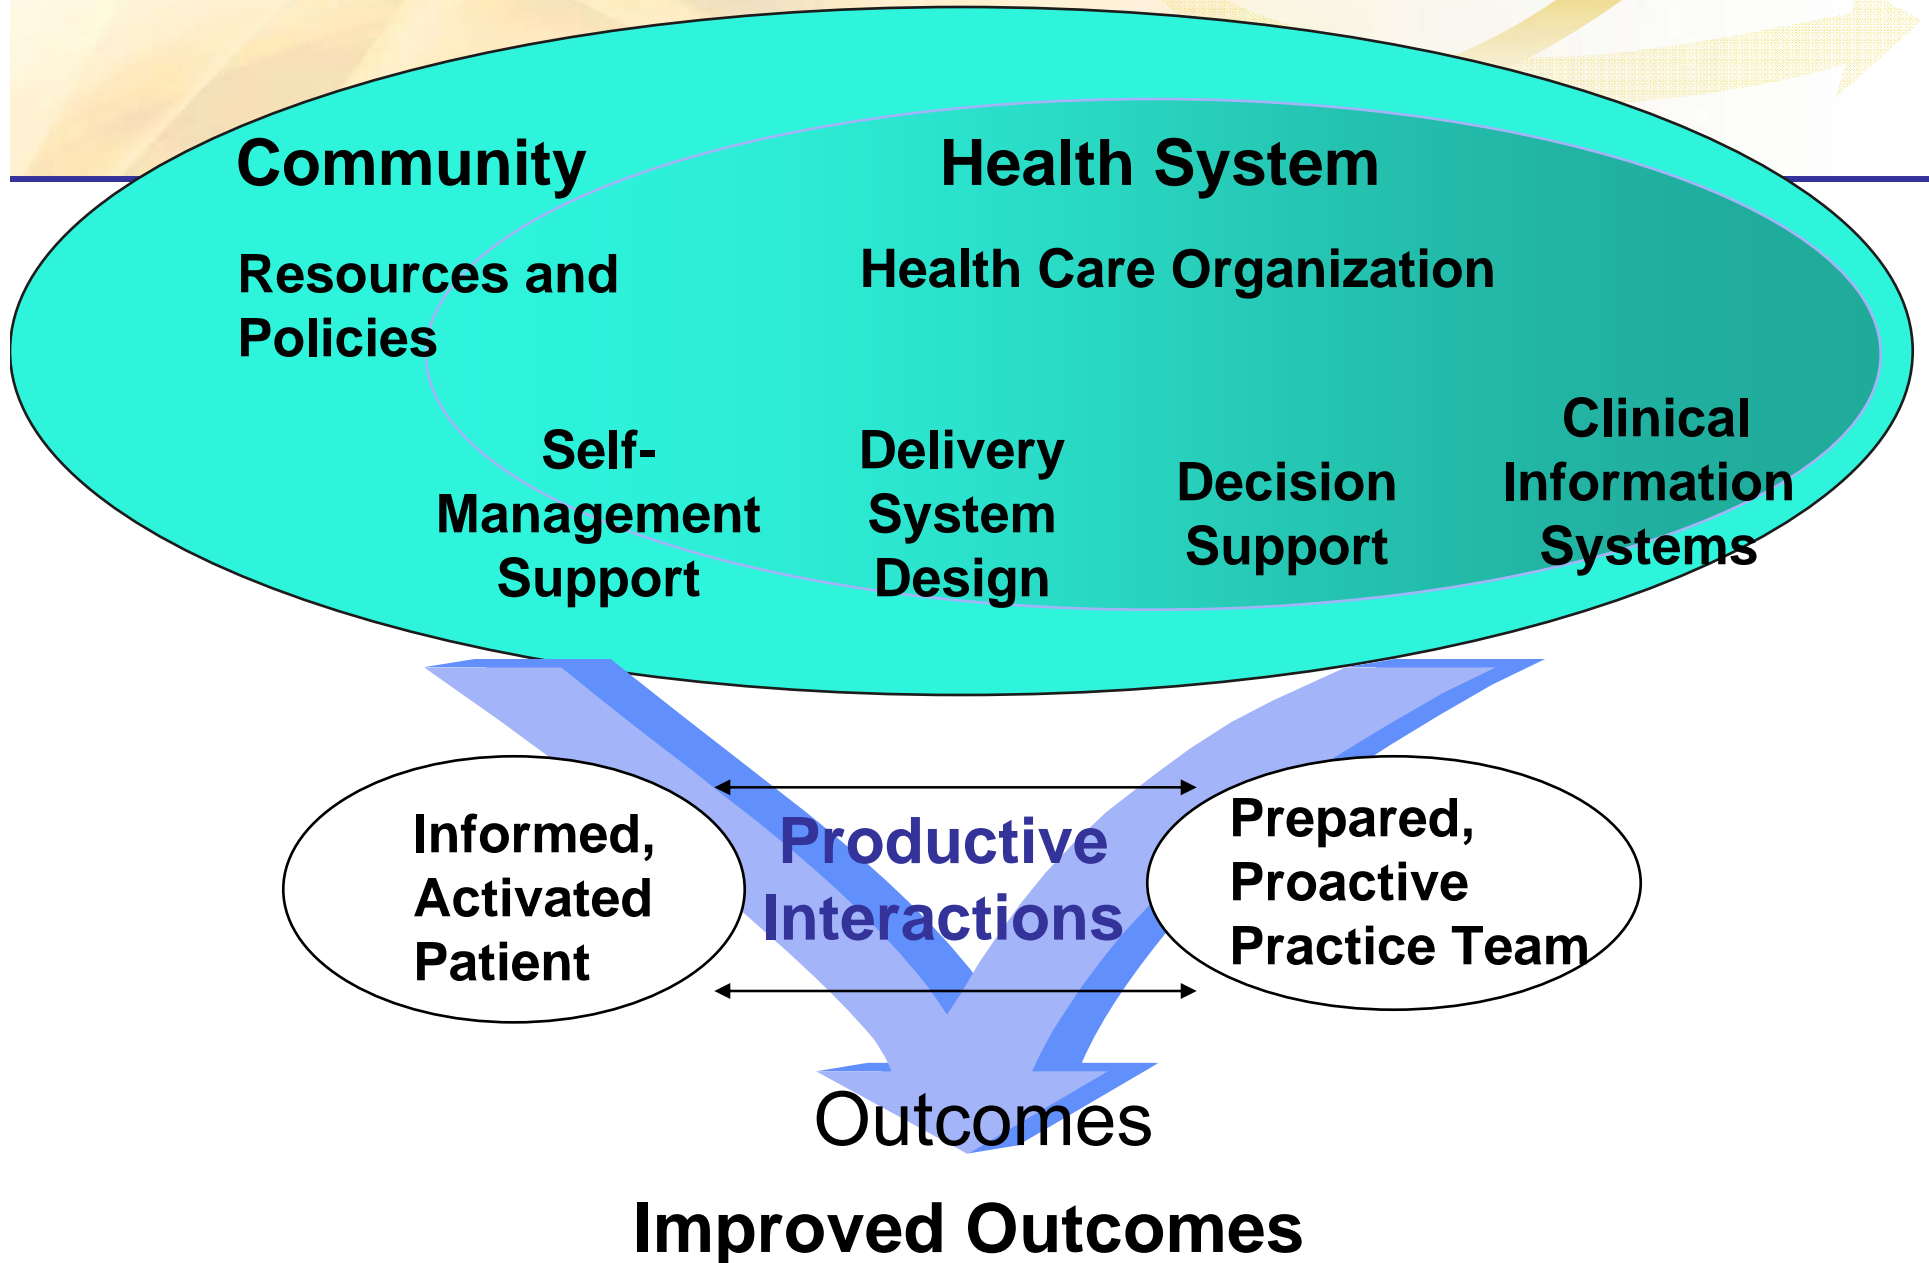 Community
Health System
Resources and
Policies
Health Care Organization
Self-
Management
Support
Delivery
System
Design
Decision
Support
Clinical
Information
Systems
Informed,
Activated
Patient
Productive
Interactions
Prepared,
Proactive
Practice Team
Outcomes
Improved Outcomes